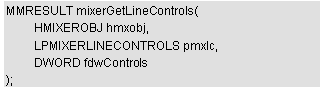 MMRESULT mixerGetLineControls(
HMIXEROBJ hmxobj,
LPMIXERLINECONTROLS pmxlc,
DWORD fdwControls
);